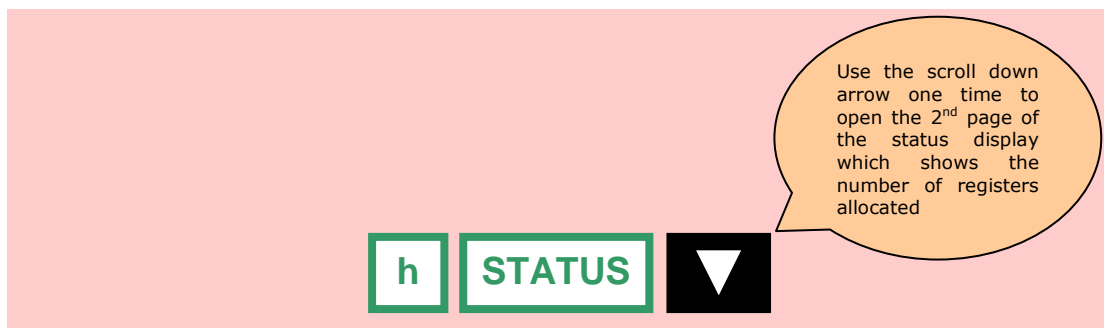 Use the scroll down
arrow one time to
open the 2nd page of
the status display
which shows the
number of registers
allocated
h STATUS ▼